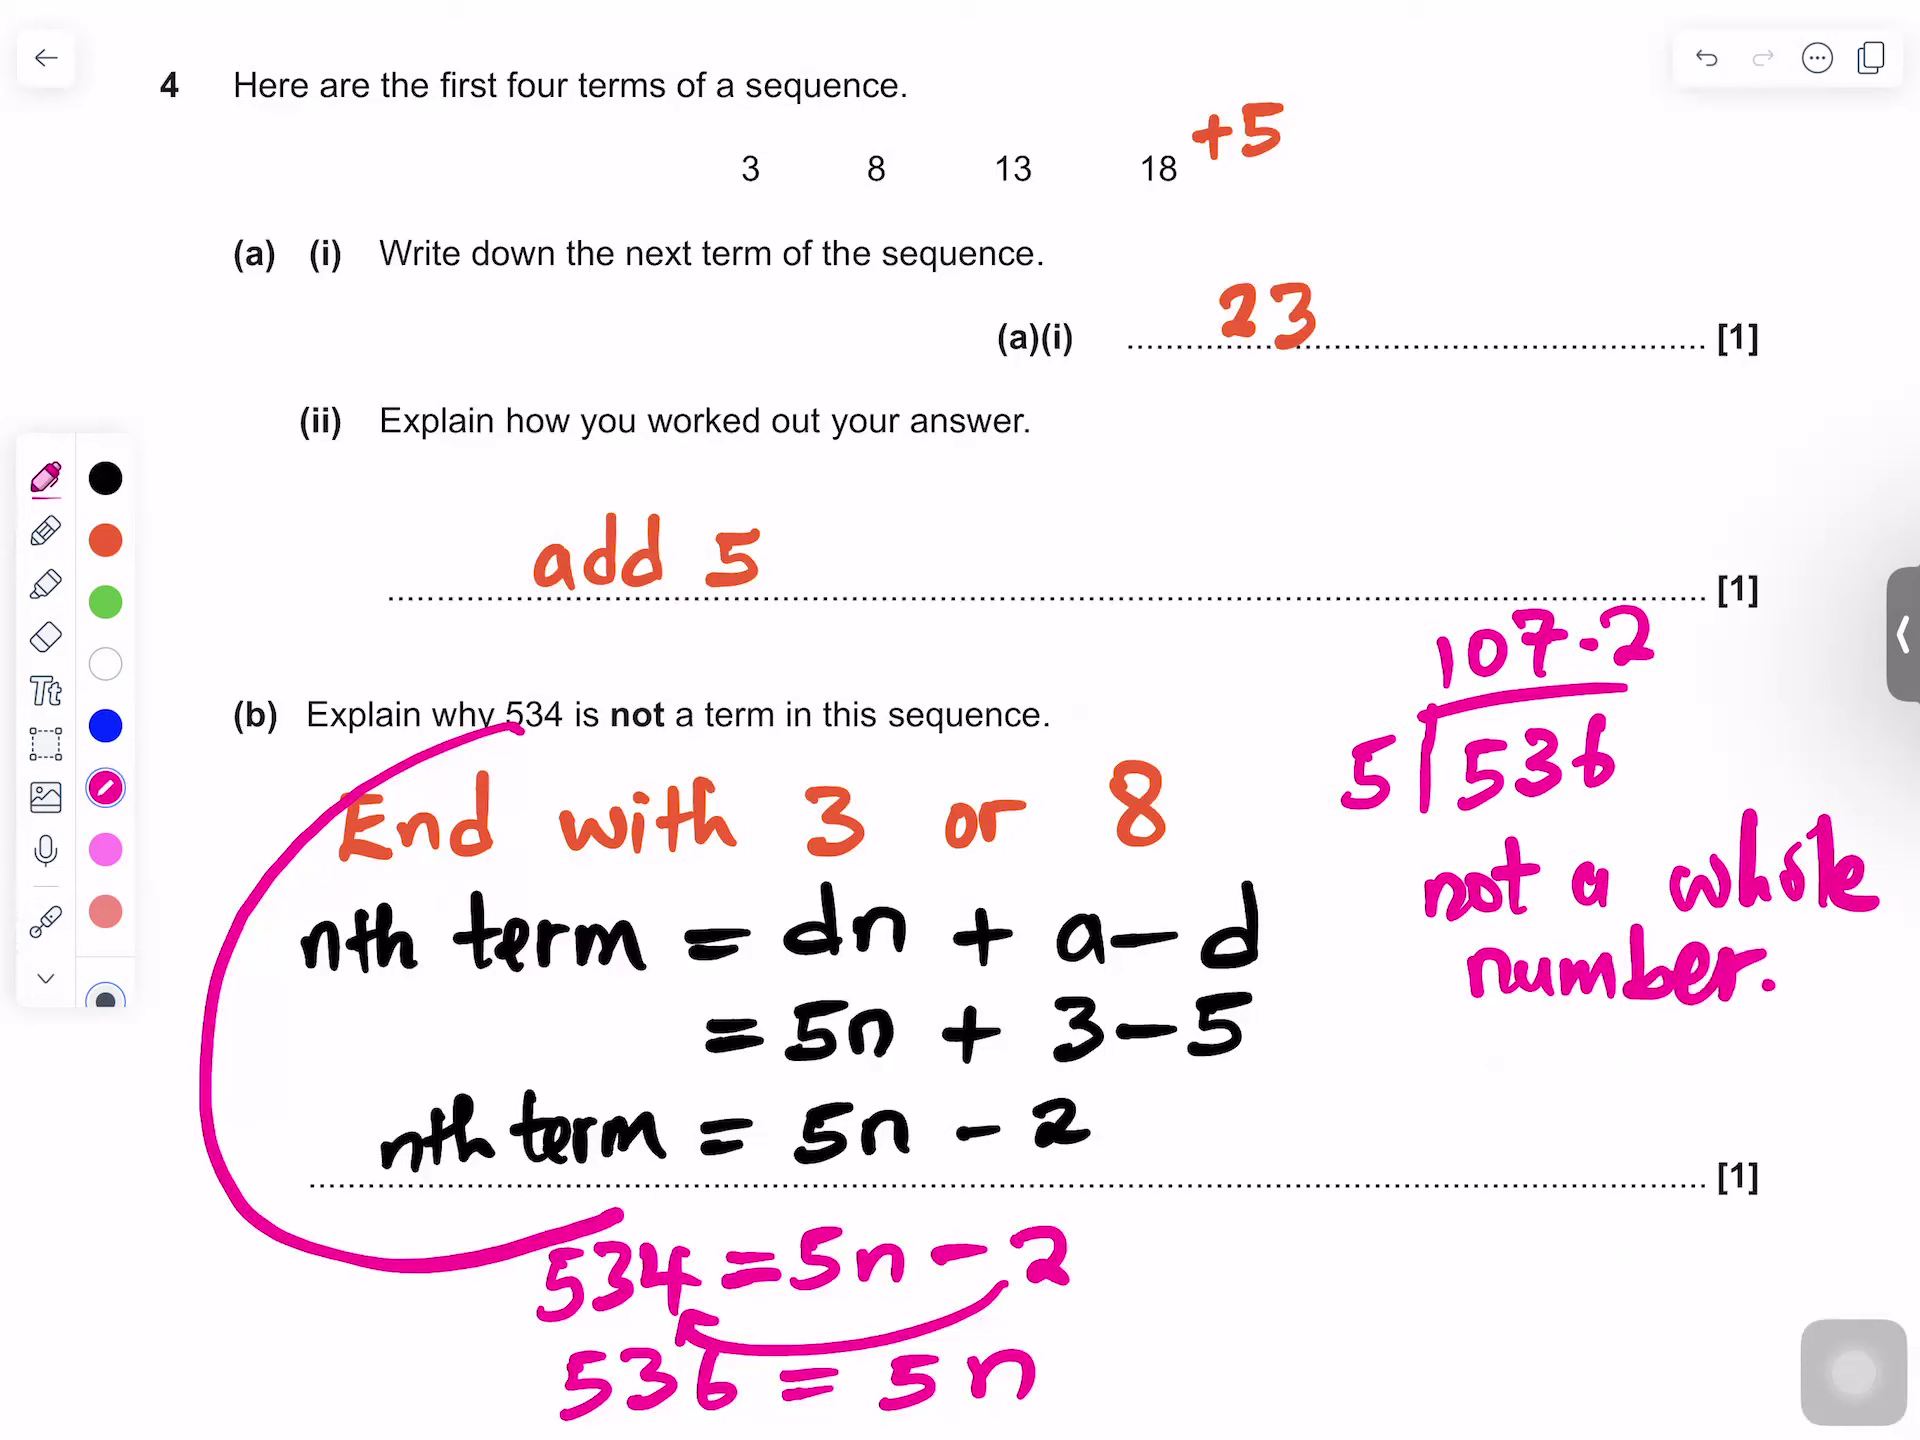 4 Here are the first four terms of a sequence.
+5
3 8 13 18
(a) (i) Write down the next term of the sequence.
23
(a)(i) ........................................ [1]
(ii) Explain how you worked out your answer.
add 5
........................................ [1]
(b) Explain why 534 is not a term in this sequence.
End with 3 or 8
nth term = dn + a - d
= 5n + 3 - 5
nth term = 5n - 2
........................................ [1]
534 = 5n - 2
536 = 5n
107.2
5 536
not a whole
number.
Tt